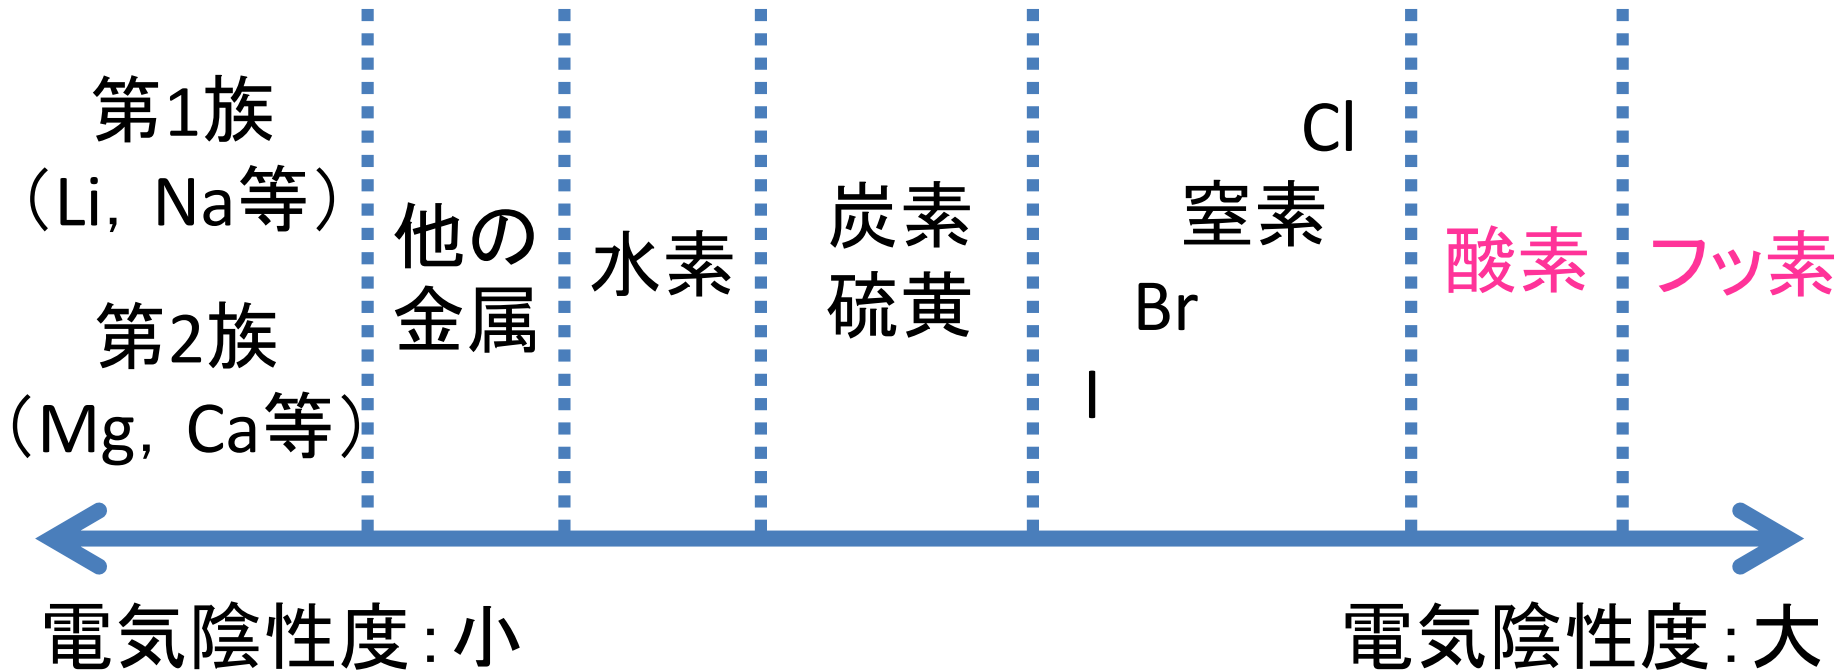 第1族
（Li, Na等）
第2族
（Mg, Ca等）
他の
金属
水素
炭素
硫黄
Cl
窒素
Br
I
酸素
フッ素
電気陰性度：小
電気陰性度：大